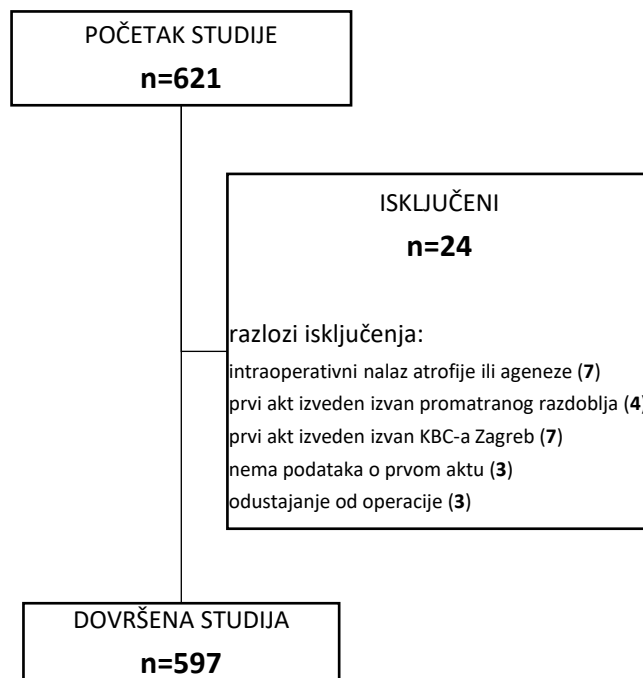 POČETAK STUDIJE
n=621
ISKLJUČENI
n=24
razlozi isključenja:
intraoperativni nalaz atrofije ili ageneze (7)
prvi akt izveden izvan promatranog razdoblja (4)
prvi akt izveden izvan KBC-a Zagreb (7)
nema podataka o prvom aktu (3)
odustajanje od operacije (3)
DOVRŠENA STUDIJA
n=597